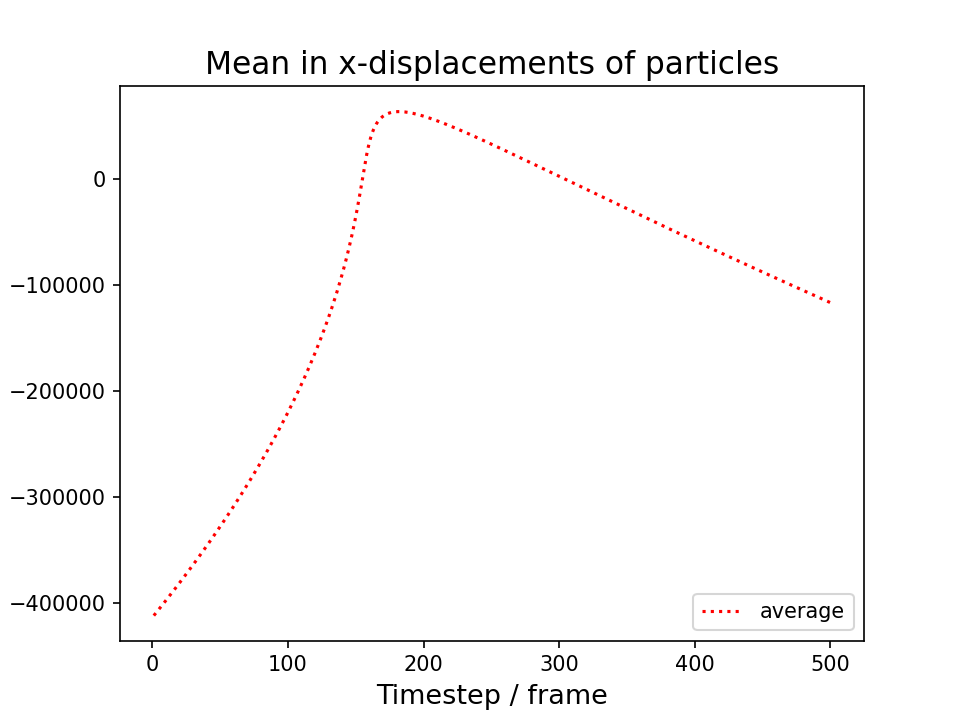 Mean in x-displacements of particles
0
−100000
−200000
−300000
−400000
average
0 100 200 300 400 500
Timestep / frame